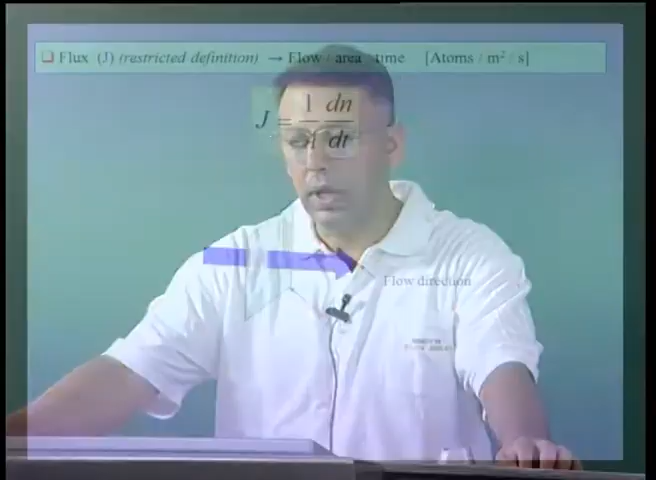 ❑ Flux (J) (restricted definition) → Flow / area / time [Atoms / m² / s]
J = 1/A dn/dt
Flow direction